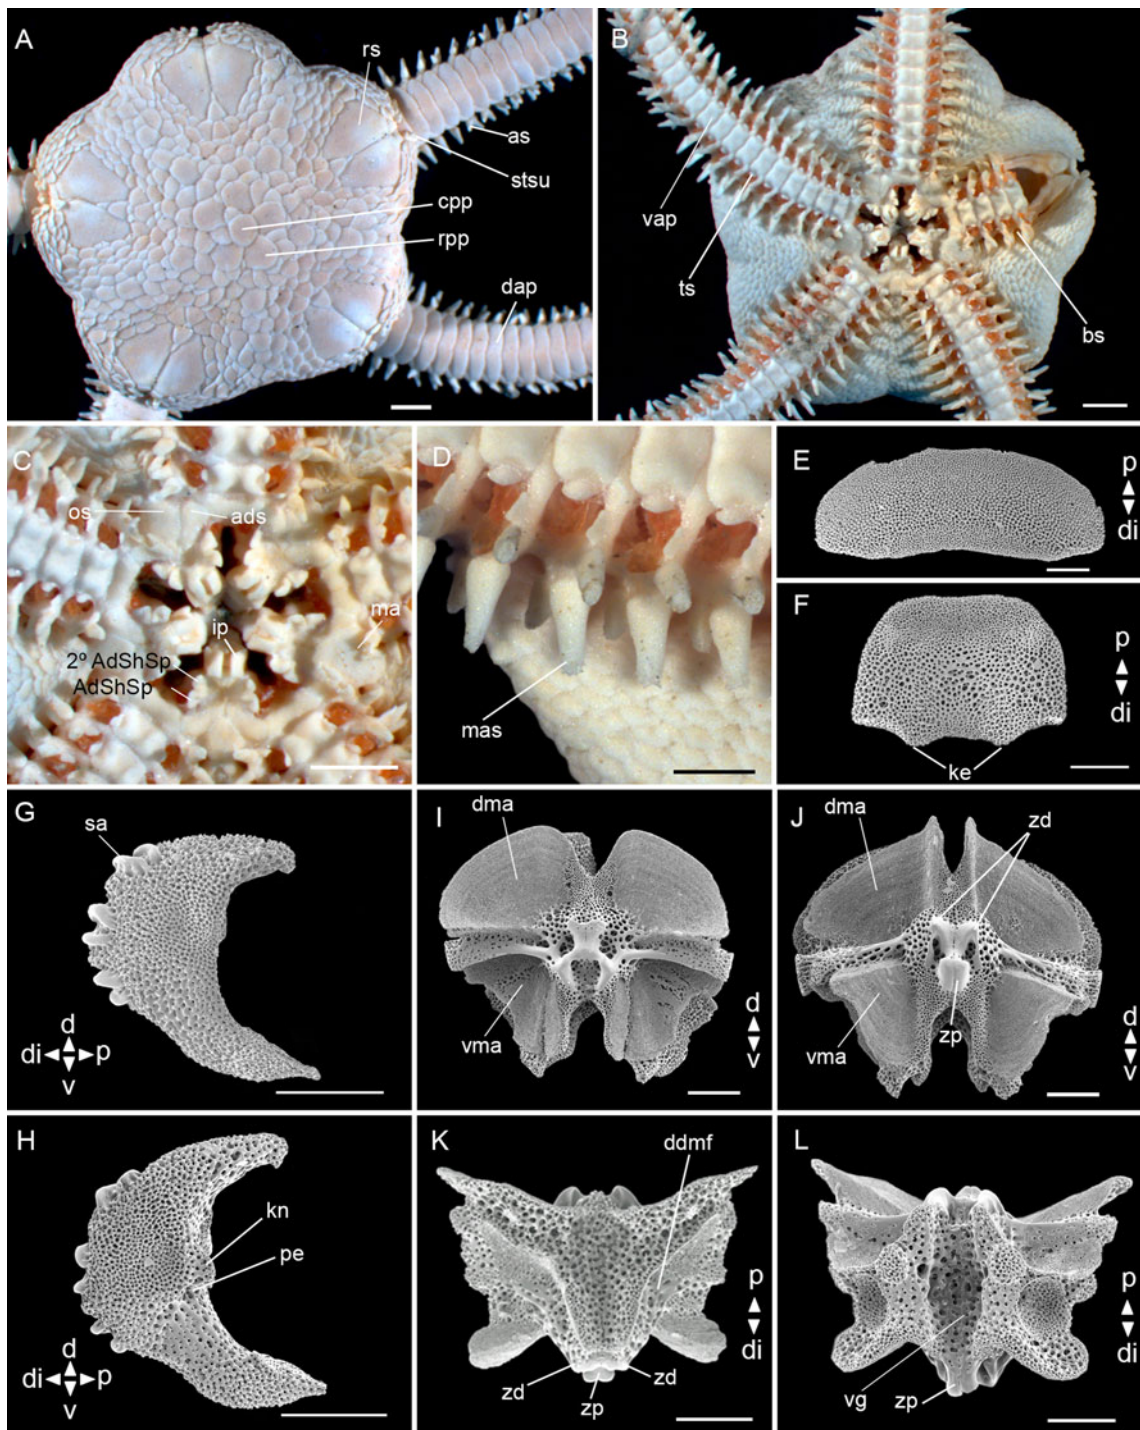 A
rs
as
stsu
cpp
rpp
dap
B
vap
ts
bs
C
os
ads
ma
ip
2º AdShSp
AdShSp
D
mas
E
p
di
F
p
di
ke
G
sa
d
di
p
v
I
dma
vma
d
v
J
dma
zd
vma
zp
d
v
H
kn
pe
d
di
p
v
K
ddmf
p
di
zd
zd
zp
L
p
di
vg
zp